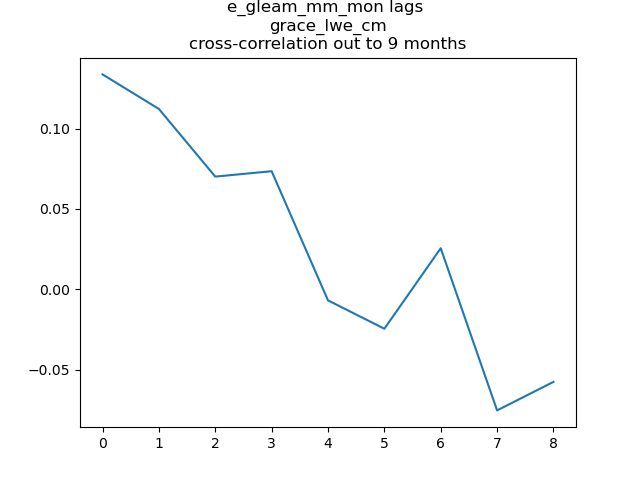 e_gleam_mm_mon lags
grace_lwe_cm
cross-correlation out to 9 months
0.10
0.05
0.00
−0.05
0 1 2 3 4 5 6 7 8